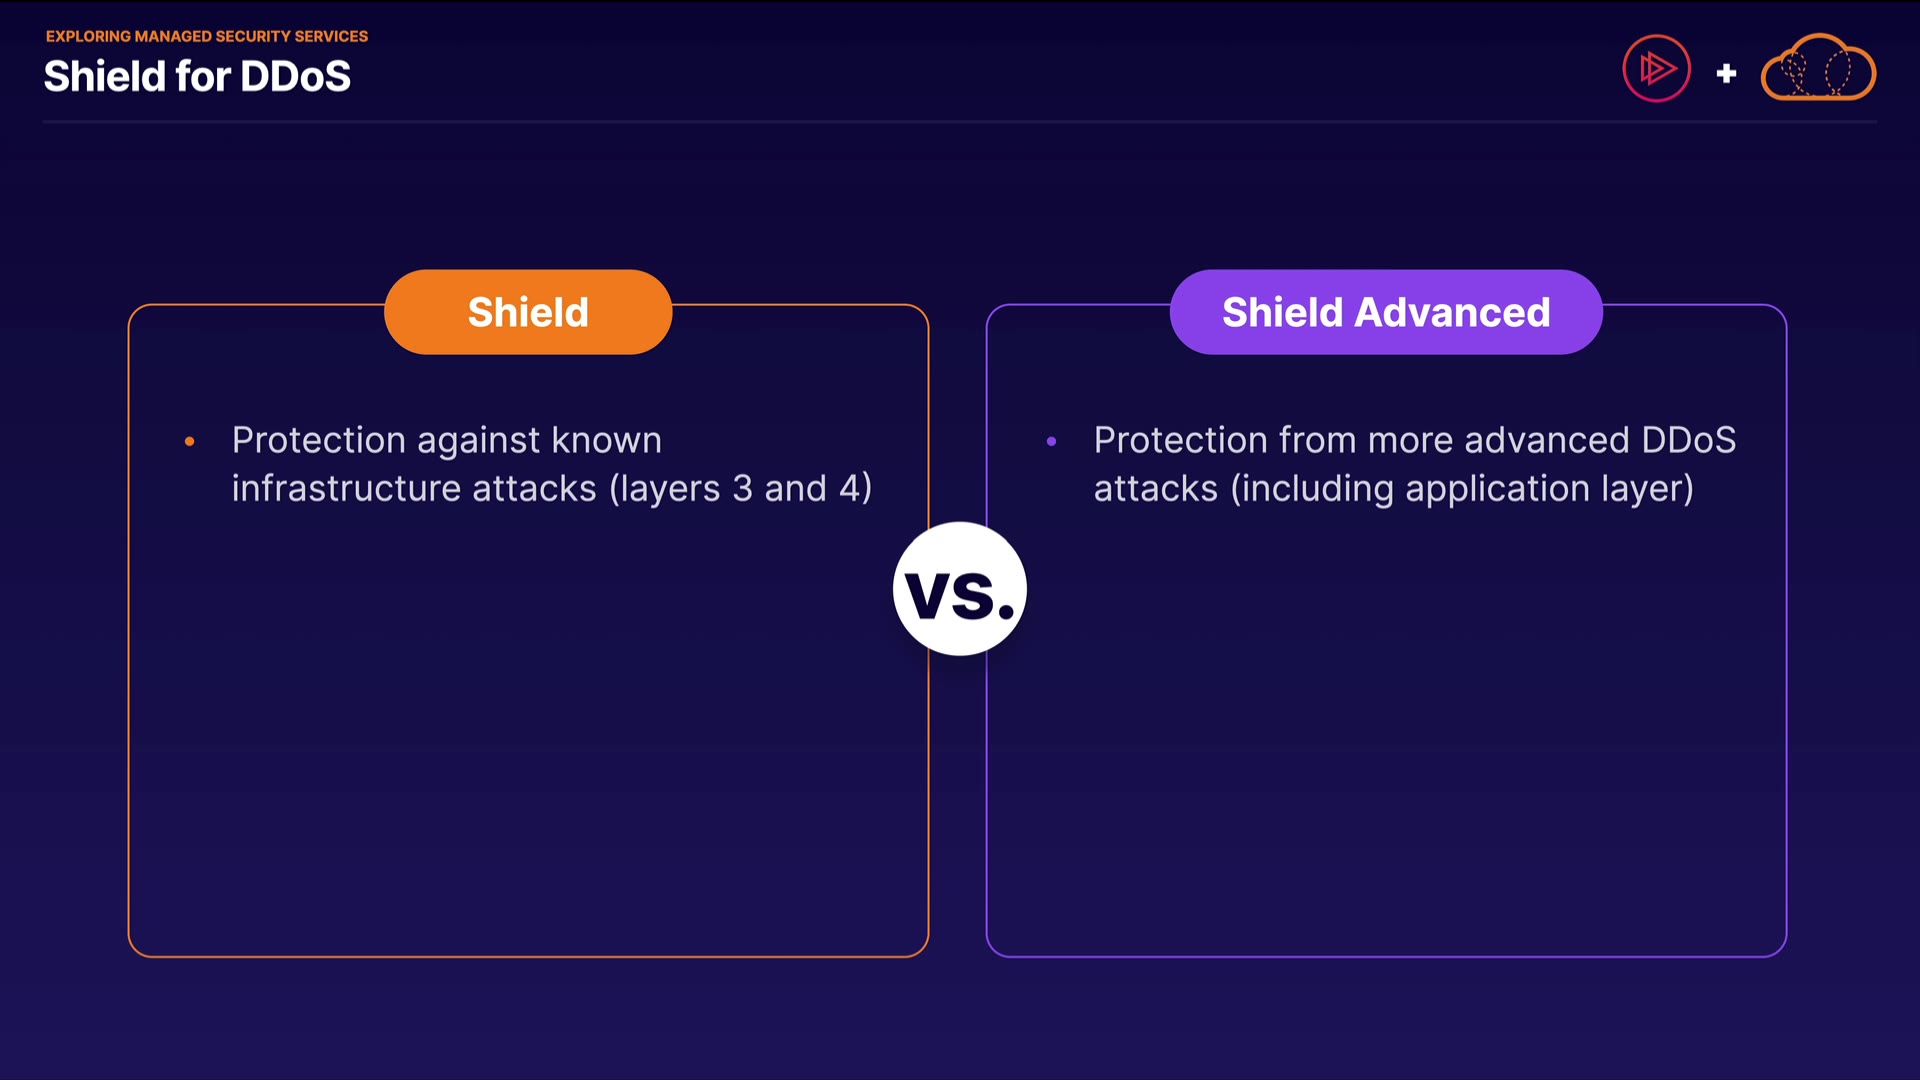 EXPLORING MANAGED SECURITY SERVICES
Shield for DDoS
+
Shield
• Protection against known
infrastructure attacks (layers 3 and 4)
vs.
Shield Advanced
• Protection from more advanced DDoS
attacks (including application layer)